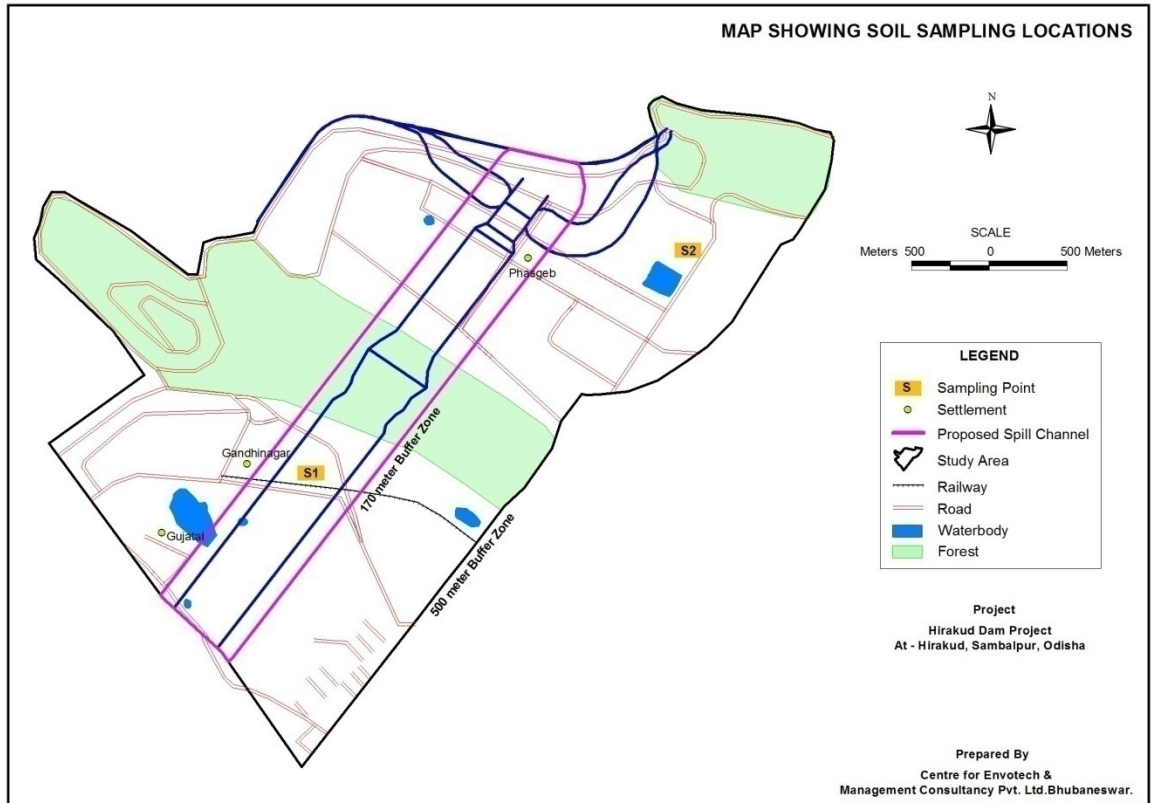 MAP SHOWING SOIL SAMPLING LOCATIONS
N
SCALE
Meters 500 0 500 Meters
S2
Phasgeb
LEGEND
S Sampling Point
Settlement
Proposed Spill Channel
Study Area
Railway
Road
Waterbody
Forest
Gandhinagar
S1
170 meter Buffer Zone
Gujatal
500 meter Buffer Zone
Project
Hirakud Dam Project
At - Hirakud, Sambalpur, Odisha
Prepared By
Centre for Envotech &
Management Consultancy Pvt. Ltd.Bhubaneswar.